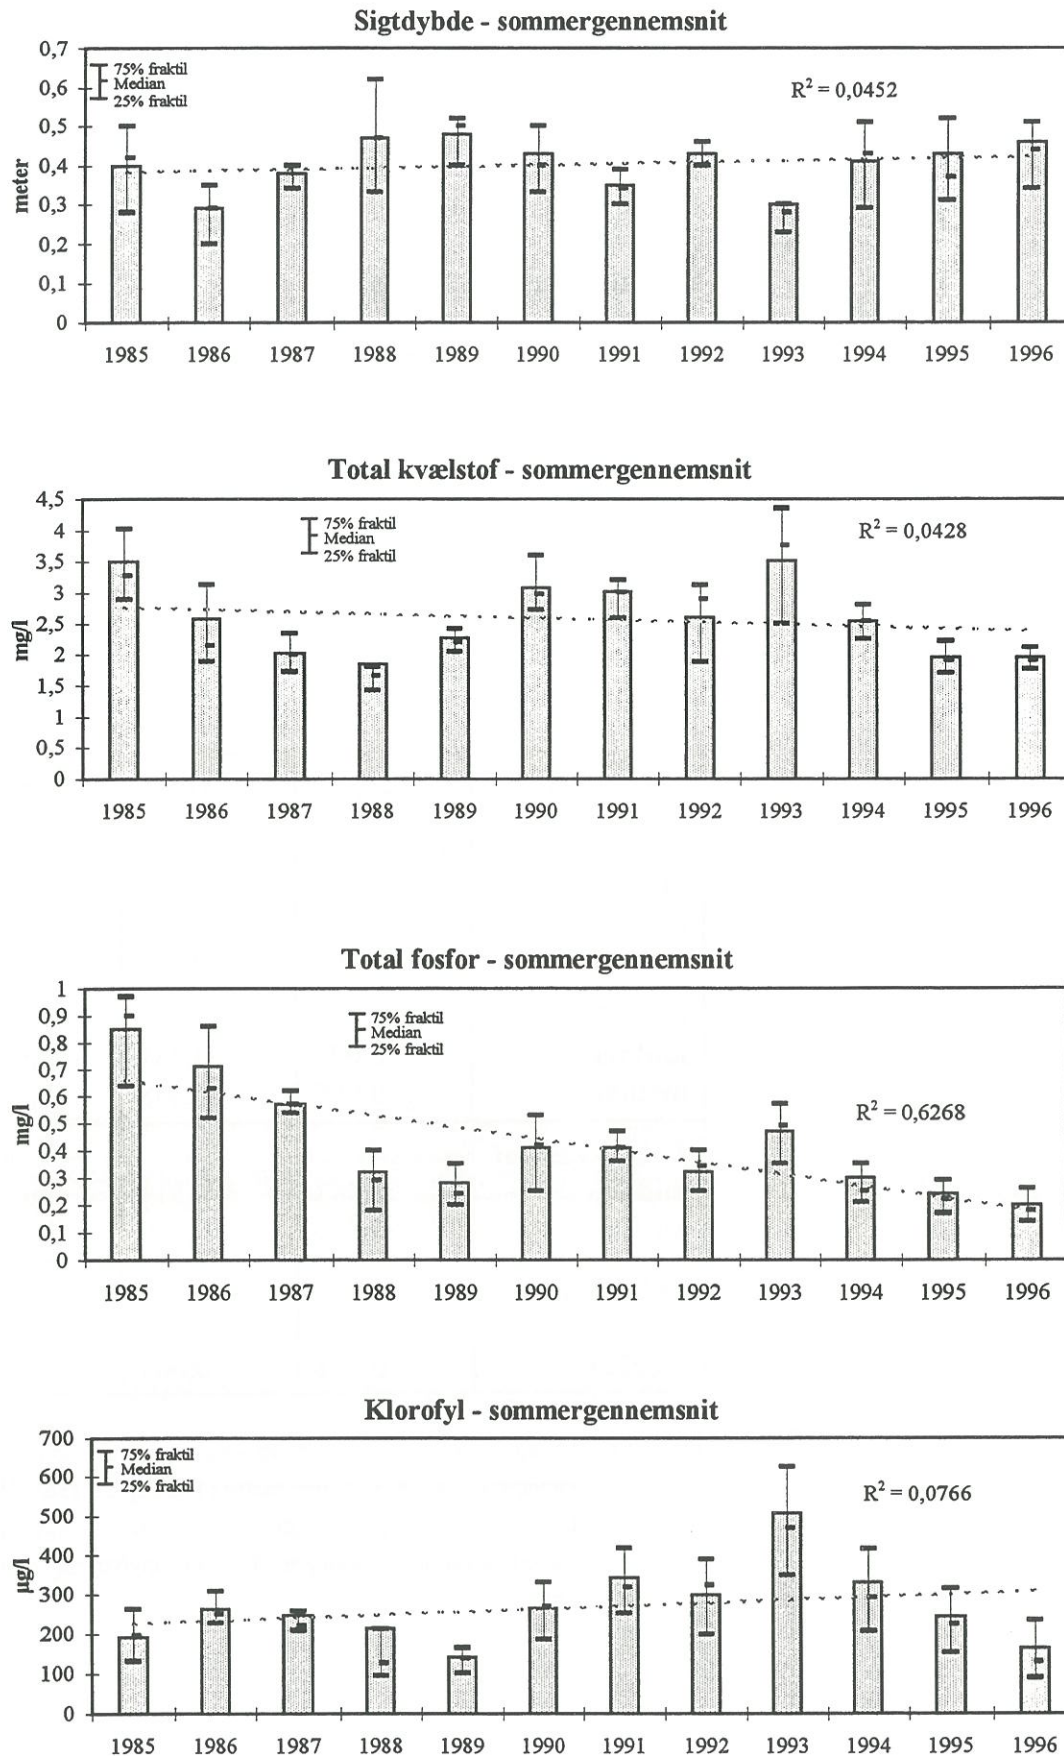 Sigtdybde - sommergennemsnit
0,7
0,6
0,5
0,4
0,3
0,2
0,1
0
meter
75% fraktil
Median
25% fraktil
R² = 0,0452
1985 1986 1987 1988 1989 1990 1991 1992 1993 1994 1995 1996
Total kvælstof - sommergennemsnit
4,5
4
3,5
3
2,5
2
1,5
1
0,5
0
mg/l
75% fraktil
Median
25% fraktil
R² = 0,0428
1985 1986 1987 1988 1989 1990 1991 1992 1993 1994 1995 1996
Total fosfor - sommergennemsnit
1
0,9
0,8
0,7
0,6
0,5
0,4
0,3
0,2
0,1
0
mg/l
75% fraktil
Median
25% fraktil
R² = 0,6268
1985 1986 1987 1988 1989 1990 1991 1992 1993 1994 1995 1996
Klorofyl - sommergennemsnit
700
600
500
400
300
200
100
0
µg/l
75% fraktil
Median
25% fraktil
R² = 0,0766
1985 1986 1987 1988 1989 1990 1991 1992 1993 1994 1995 1996